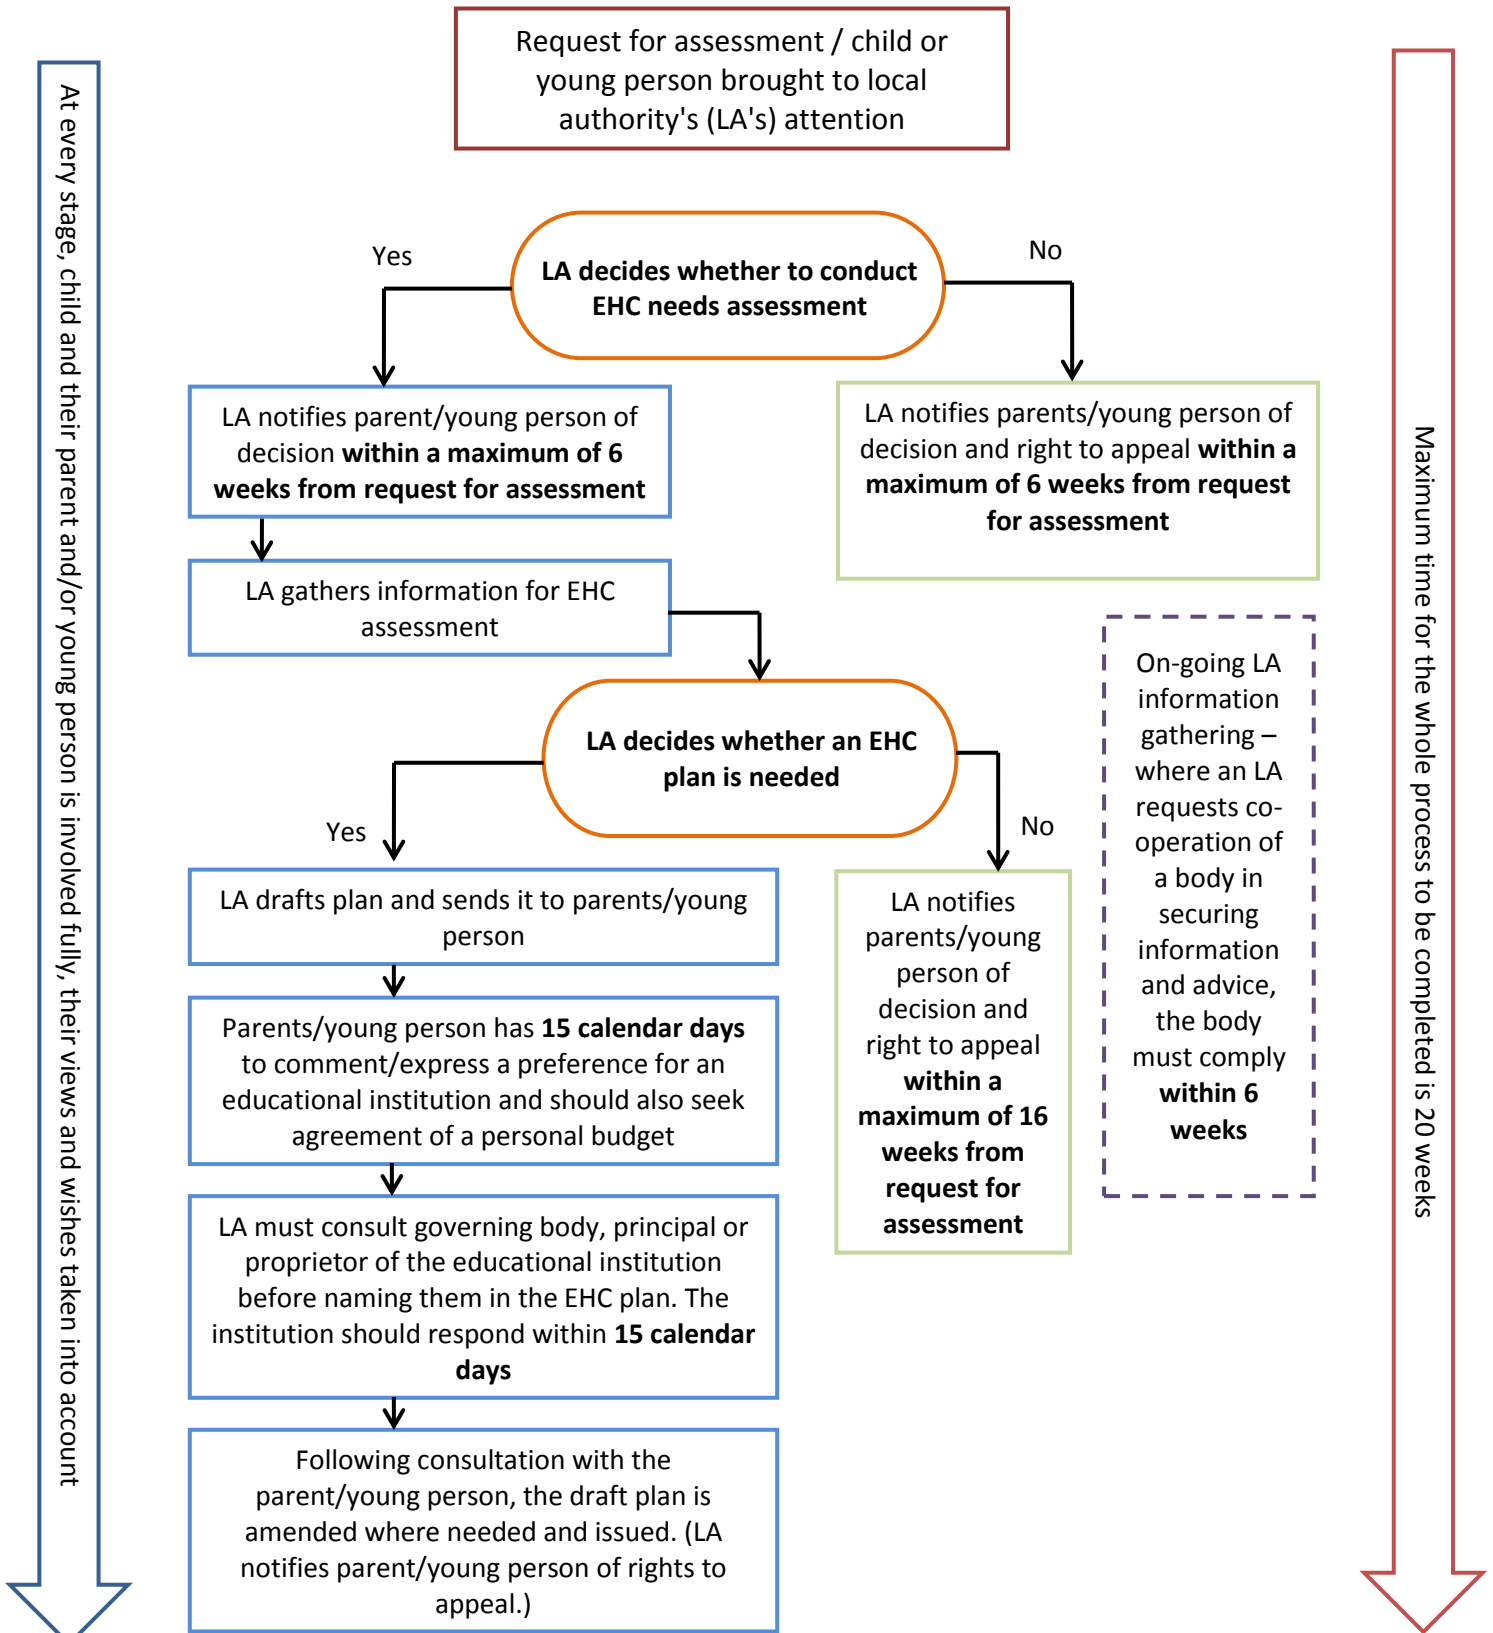 Request for assessment / child or
young person brought to local
authority's (LA's) attention
At every stage, child and their parent and/or young person is involved fully, their views and wishes taken into account
Maximum time for the whole process to be completed is 20 weeks
Yes
LA decides whether to conduct
EHC needs assessment
No
LA notifies parent/young person of
decision within a maximum of 6
weeks from request for assessment
LA notifies parents/young person of
decision and right to appeal within a
maximum of 6 weeks from request
for assessment
LA gathers information for EHC
assessment
On-going LA
information
gathering –
where an LA
requests co-
operation of
a body in
securing
information
and advice,
the body
must comply
within 6
weeks
LA decides whether an EHC
plan is needed
Yes
No
LA drafts plan and sends it to parents/young
person
LA notifies
parents/young
person of
decision and
right to appeal
within a
maximum of 16
weeks from
request for
assessment
Parents/young person has 15 calendar days
to comment/express a preference for an
educational institution and should also seek
agreement of a personal budget
LA must consult governing body, principal or
proprietor of the educational institution
before naming them in the EHC plan. The
institution should respond within 15 calendar
days
Following consultation with the
parent/young person, the draft plan is
amended where needed and issued. (LA
notifies parent/young person of rights to
appeal.)